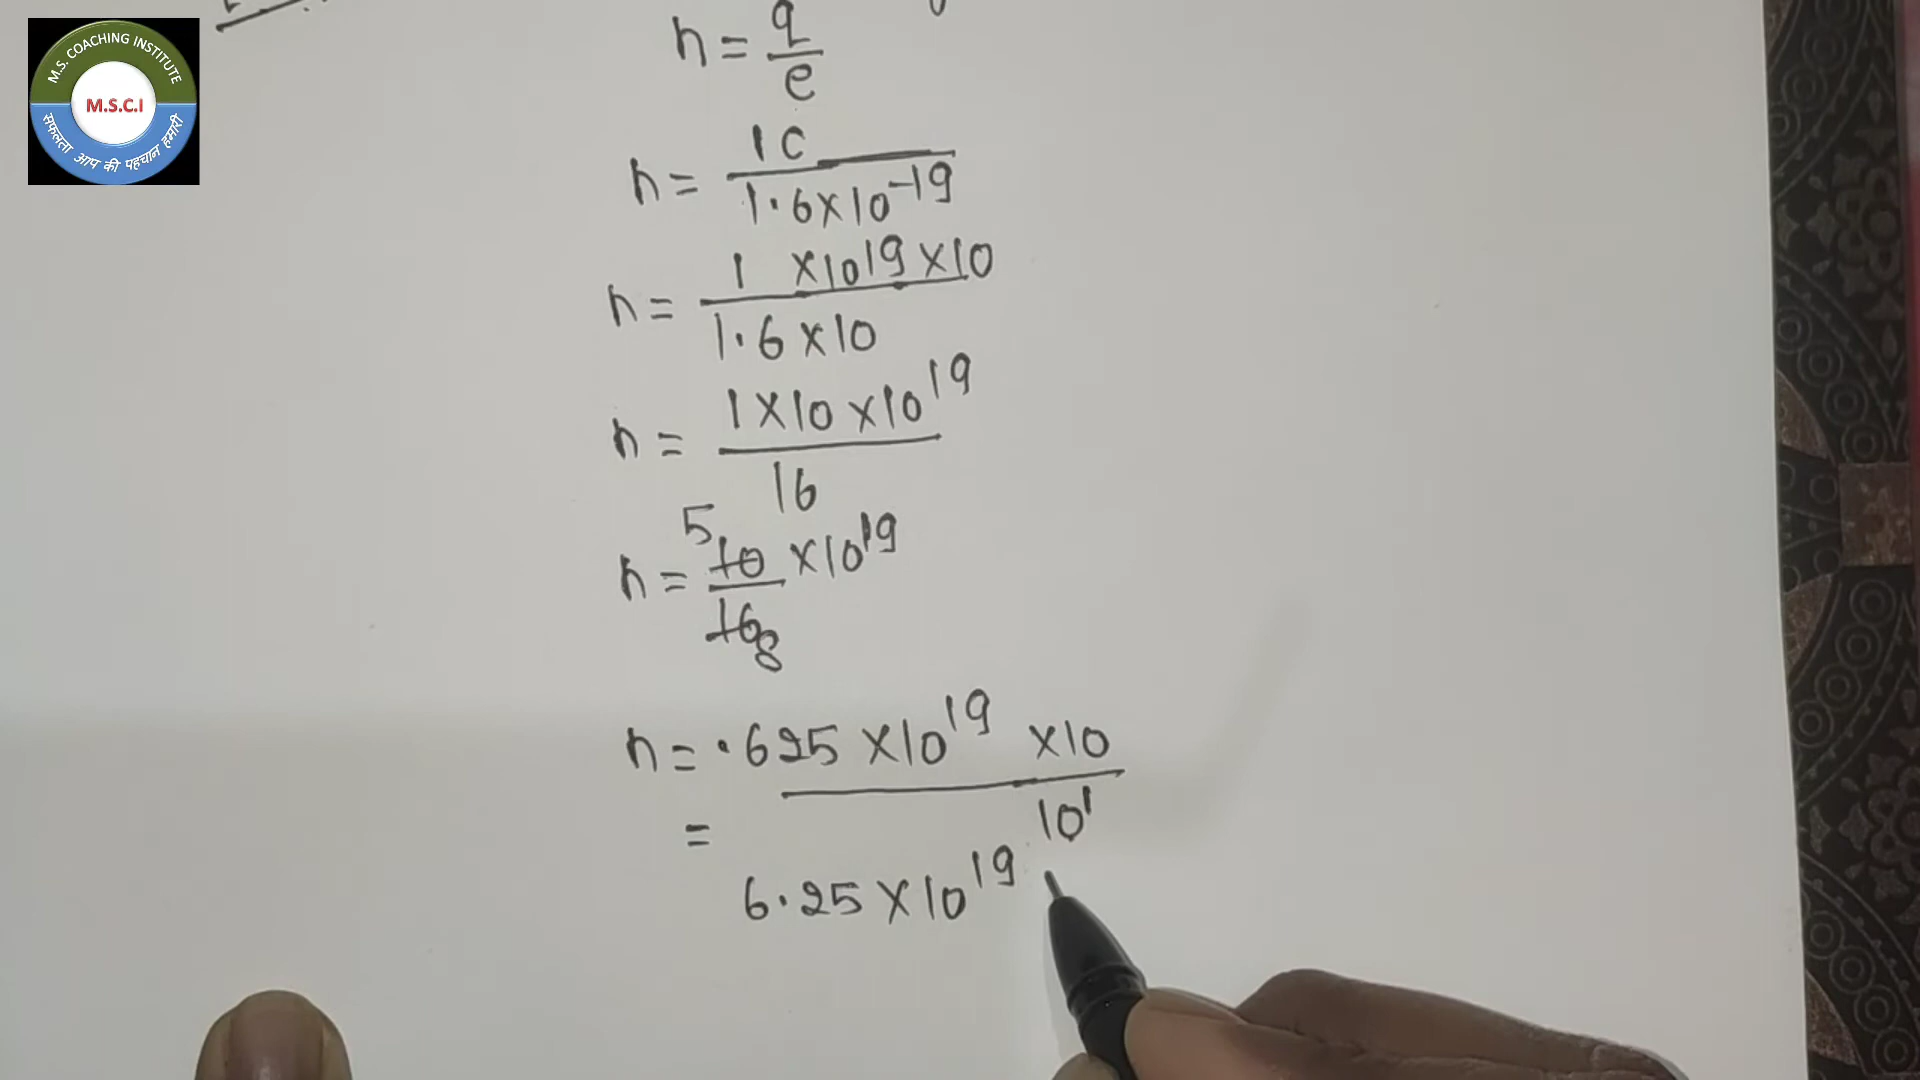 M.S. COACHING INSTITUTE
M.S.C.I
सफलता आप की पहचान हमारी
n = q/e
n = 1C / 1.6×10⁻¹⁹
n = 1 ×10¹⁹ ×10 / 1.6 ×10
n = 1×10 ×10¹⁹ / 16
5
n = 10/16 ×10¹⁹
8
n = .625 ×10¹⁹ ×10 / 10¹
=
6.25 ×10¹⁹